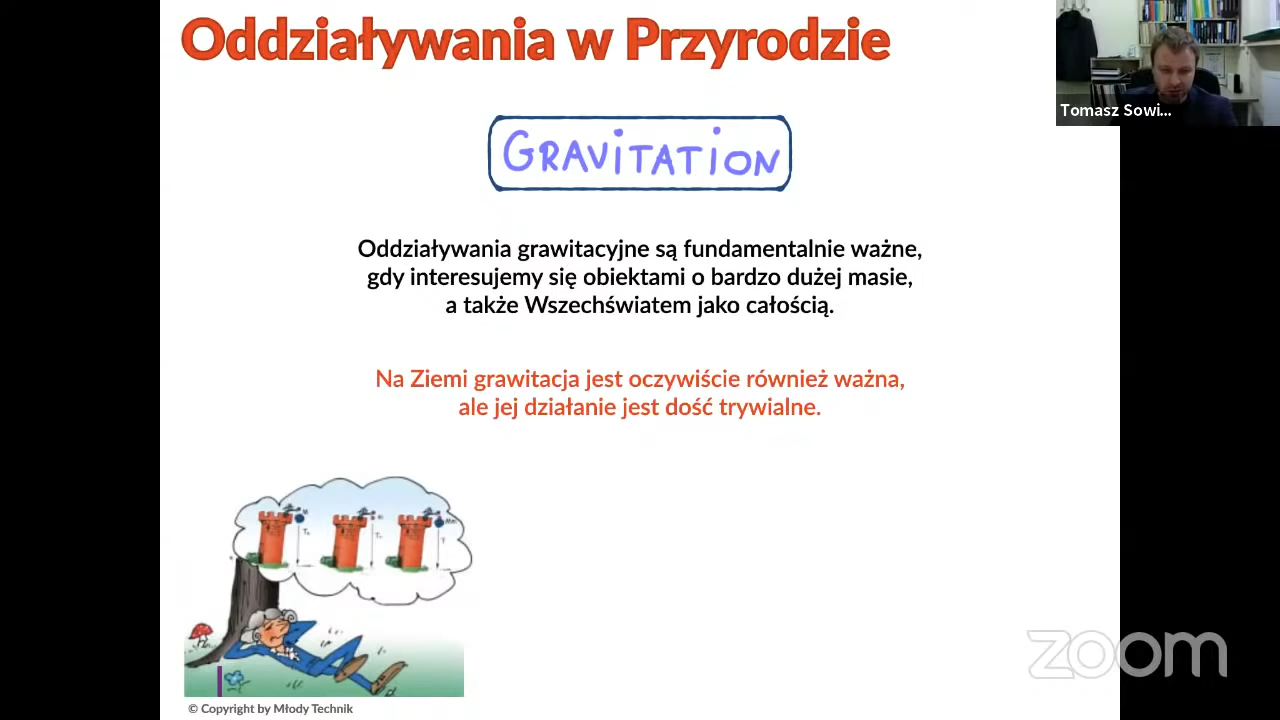 Oddziaływania w Przyrodzie
Tomasz Sowi...
GRAVITATION
Oddziaływania grawitacyjne są fundamentalnie ważne,
gdy interesujemy się obiektami o bardzo dużej masie,
a także Wszechświatem jako całością.
Na Ziemi grawitacja jest oczywiście również ważna,
ale jej działanie jest dość trywialne.
zoom
© Copyright by Młody Technik